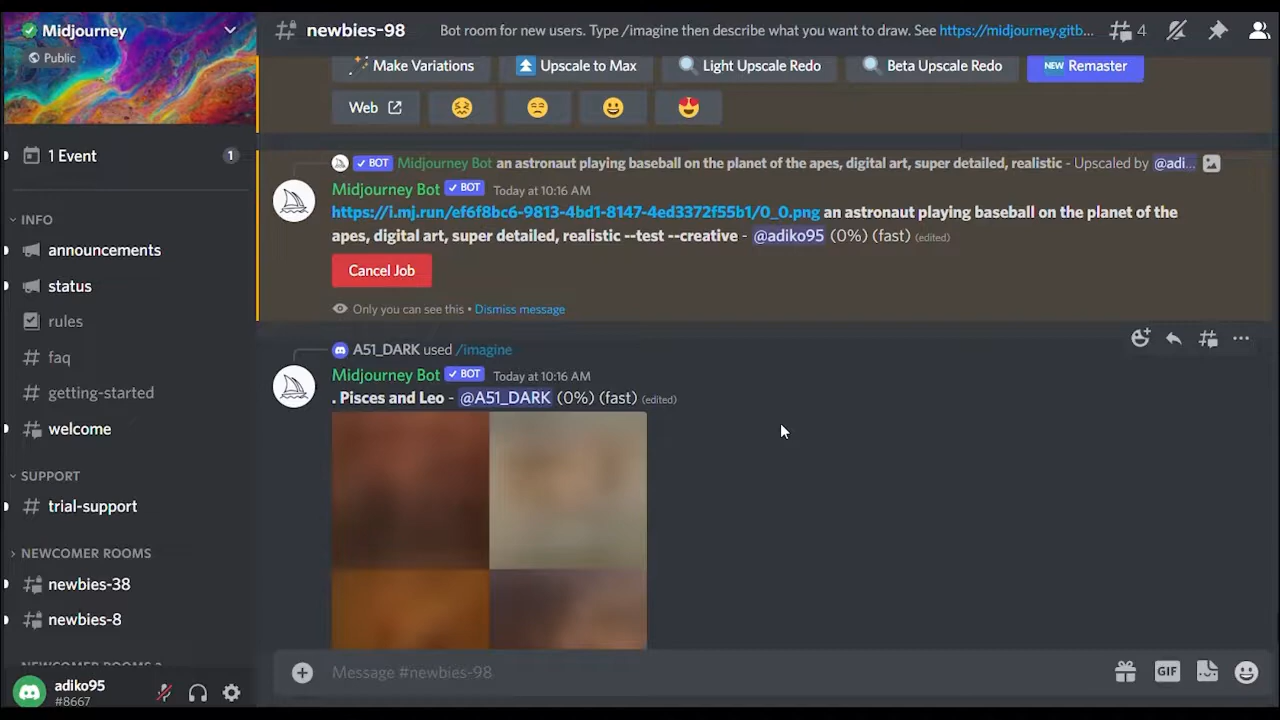 Midjourney
Public
1 Event
1
INFO
announcements
status
rules
faq
getting-started
welcome
SUPPORT
trial-support
NEWCOMER ROOMS
newbies-38
newbies-8
NEWCOMER ROOMS 2
adiko95
#8667
newbies-98
Bot room for new users. Type /imagine then describe what you want to draw. See https://midjourney.gitb...
4
Make Variations
Upscale to Max
Light Upscale Redo
Beta Upscale Redo
NEW Remaster
Web
BOT Midjourney Bot an astronaut playing baseball on the planet of the apes, digital art, super detailed, realistic - Upscaled by @adi...
Midjourney Bot BOT Today at 10:16 AM
https://i.mj.run/ef6f8bc6-9813-4bd1-8147-4ed3372f55b1/0_0.png an astronaut playing baseball on the planet of the
apes, digital art, super detailed, realistic --test --creative - @adiko95 (0%) (fast) (edited)
Cancel Job
Only you can see this • Dismiss message
A51_DARK used /imagine
Midjourney Bot BOT Today at 10:16 AM
. Pisces and Leo - @A51_DARK (0%) (fast) (edited)
Message #newbies-98
GIF